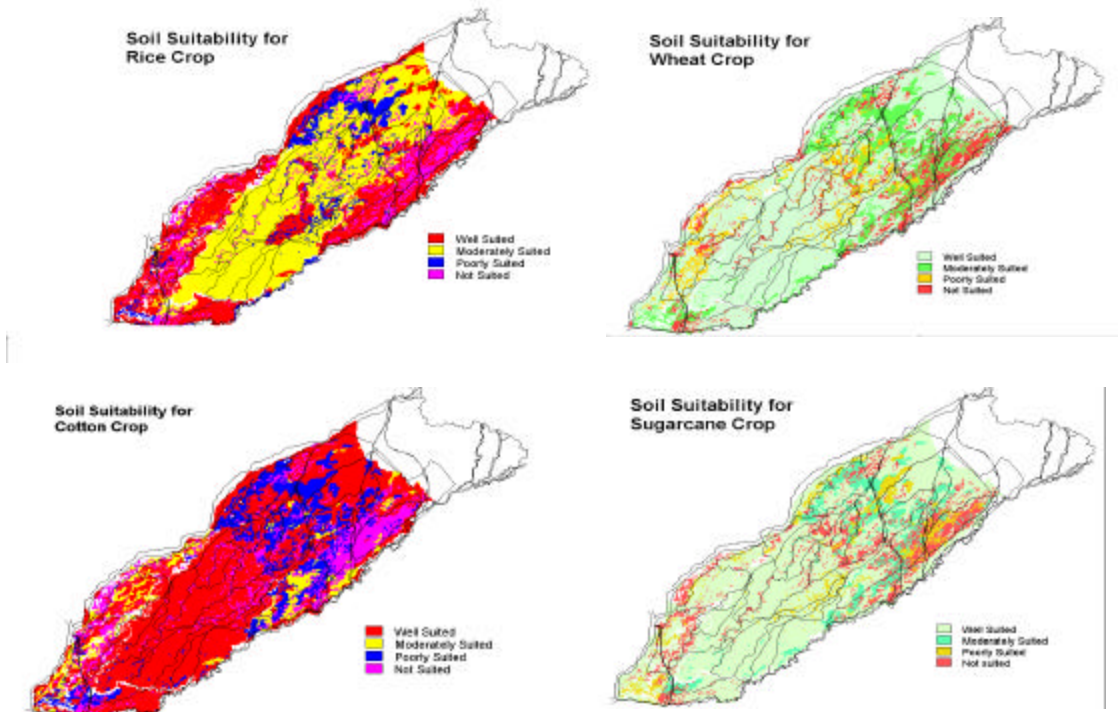 Soil Suitability for
Rice Crop
Well Suited
Moderately Suited
Poorly Suited
Not Suited
Soil Suitability for
Wheat Crop
Well Suited
Moderately Suited
Poorly Suited
Not Suited
Soil Suitability for
Cotton Crop
Well Suited
Moderately Suited
Poorly Suited
Not Suited
Soil Suitability for
Sugarcane Crop
Well Suited
Moderately Suited
Poorly Suited
Not suited